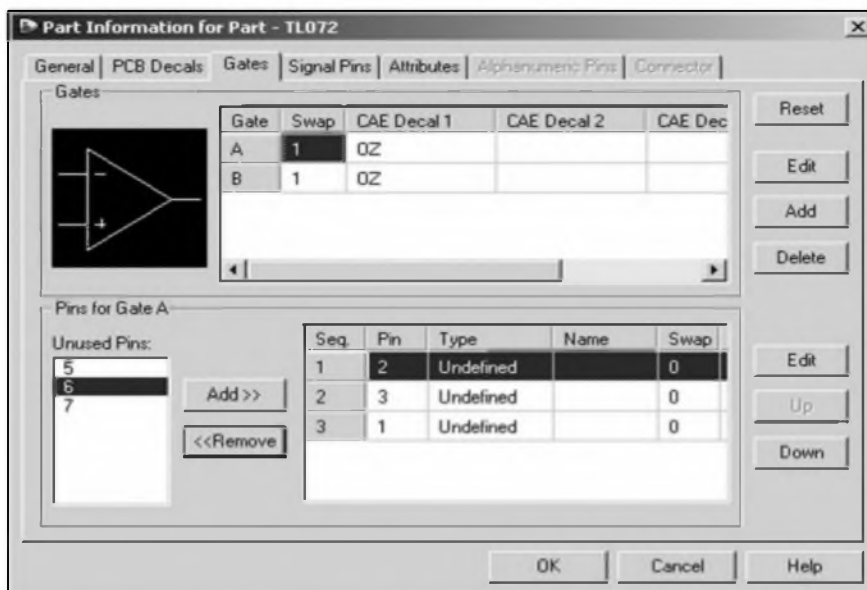 Part Information for Part - TL072
General PCB Decals Gates Signal Pins Attributes Alphanumeric Pins Connector
Gates
Gate Swap CAE Decal 1 CAE Decal 2 CAE Dec
A 1 OZ
B 1 OZ
Reset
Edit
Add
Delete
Pins for Gate A
Unused Pins:
5
6
7
Add >>
<<Remove
Seq. Pin Type Name Swap
1 2 Undefined 0
2 3 Undefined 0
3 1 Undefined 0
Edit
Up
Down
OK Cancel Help